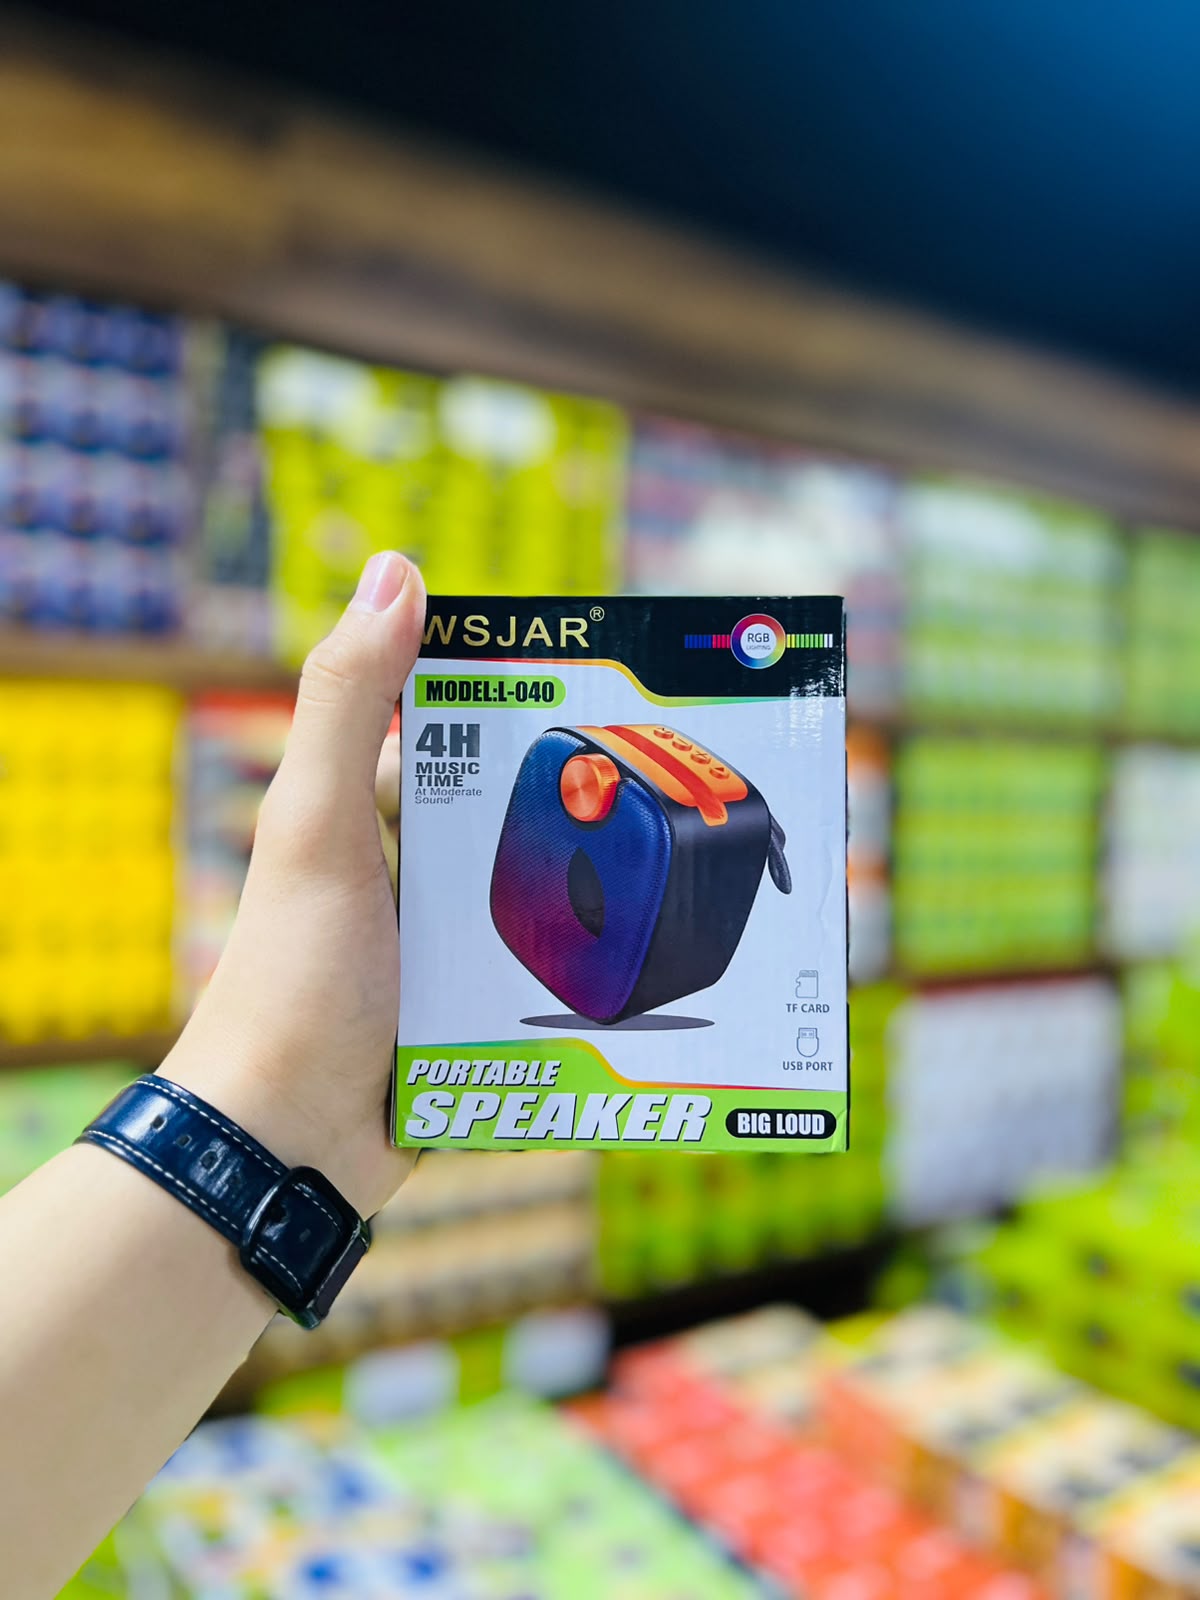 WSJAR®
RGB
LIGHTING
MODEL:L-040
4H
MUSIC
TIME
At Moderate
Sound!
TF CARD
USB PORT
PORTABLE
SPEAKER
BIG LOUD